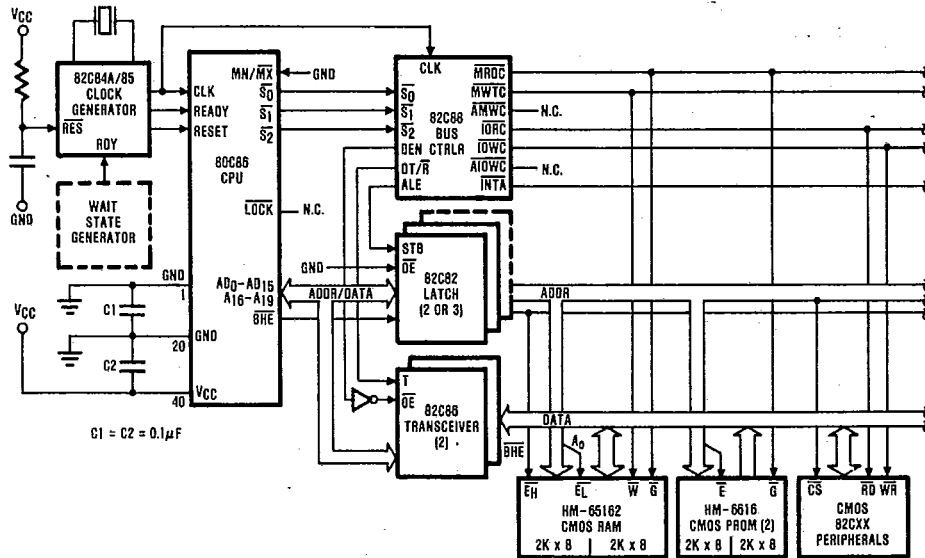 VCC
GND
82C84A/85
CLOCK
GENERATOR
RES
RDY
WAIT
STATE
GENERATOR
VCC
C1
C2
C1 = C2 = 0.1μF
GND
1
GND
20
VCC
40
MN/MX
GND
CLK
READY
RESET
S0
S1
S2
80C86
CPU
LOCK
N.C.
AD0-AD15
A16-A19
BHE
ADDR/DATA
CLK
S0
S1
S2
DEN
DT/R
ALE
82C88
BUS
CTRLR
MRDC
MWTC
AMWC
N.C.
IORC
IOWC
AIOWC
N.C.
INTA
STB
GND
OE
82C82
LATCH
(2 OR 3)
ADDR
T
OE
82C86
TRANSCEIVER
(2)
DATA
BHE
A0
EH
EL
W
G
HM-65162
CMOS RAM
2K x 8
2K x 8
E
G
HM-6616
CMOS PROM (2)
2K x 8
2K x 8
CS
RD
WR
CMOS
82CXX
PERIPHERALS